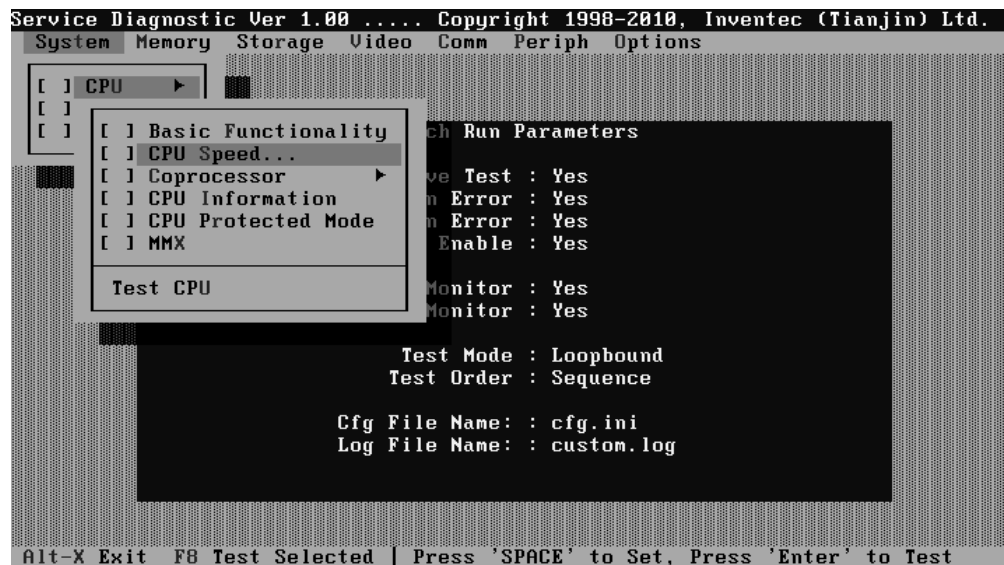 Service Diagnostic Ver 1.00 ..... Copyright 1998-2010, Inventec (Tianjin) Ltd.
System Memory Storage Video Comm Periph Options
[ ] CPU
[ ]
[ ]
[ ] Basic Functionality
[ ] CPU Speed...
[ ] Coprocessor
[ ] CPU Information
[ ] CPU Protected Mode
[ ] MMX
Test CPU
Run Parameters
Test : Yes
Error : Yes
Error : Yes
Enable : Yes
Monitor : Yes
Monitor : Yes
Test Mode : Loopbound
Test Order : Sequence
Cfg File Name: : cfg.ini
Log File Name: : custom.log
Alt-X Exit F8 Test Selected | Press 'SPACE' to Set, Press 'Enter' to Test